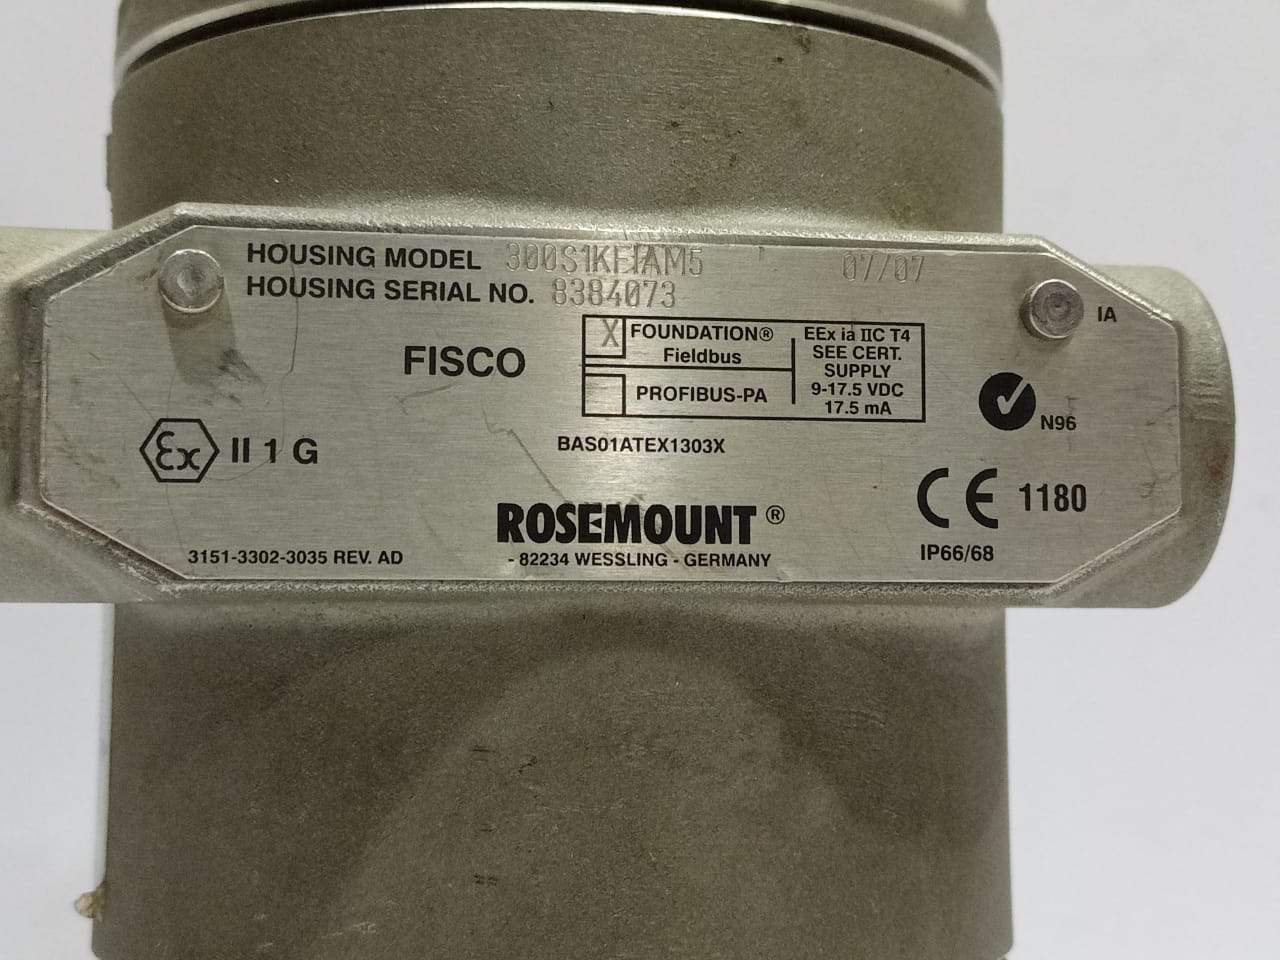 HOUSING MODEL 300S1KEIAM5 07/07
HOUSING SERIAL NO. 8384073
IA
FISCO
X FOUNDATION® Fieldbus
PROFIBUS-PA
EEx ia IIC T4
SEE CERT.
SUPPLY
9-17.5 VDC
17.5 mA
N96
Ex II 1 G
BAS01ATEX1303X
CE 1180
ROSEMOUNT®
3151-3302-3035 REV. AD
- 82234 WESSLING - GERMANY
IP66/68